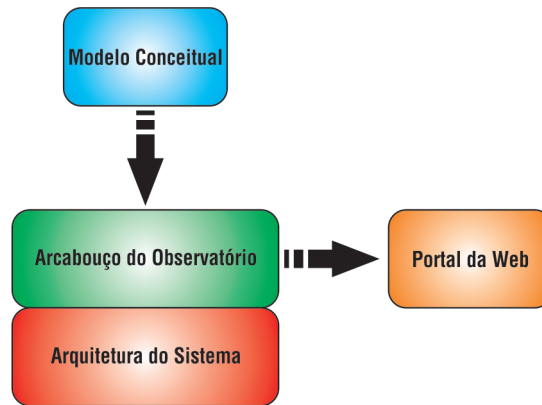 Modelo Conceitual
Arcabouço do Observatório
Portal da Web
Arquitetura do Sistema